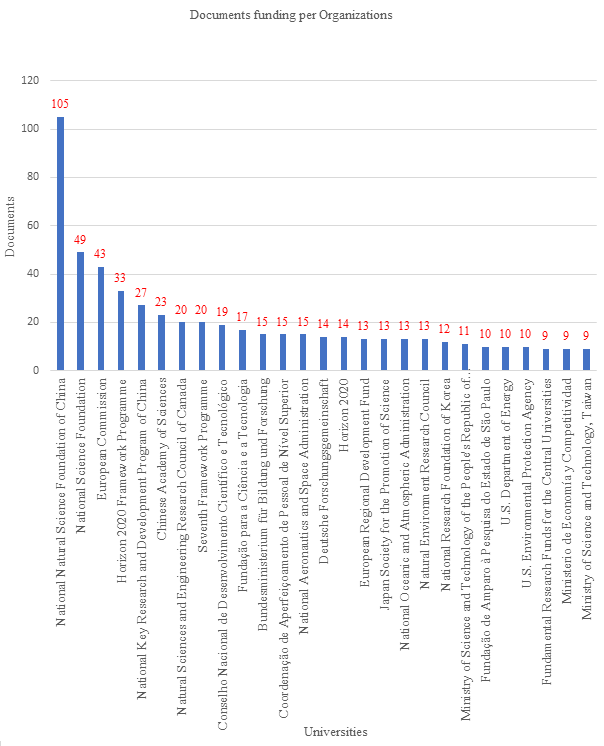 Documents funding per Organizations
120
100
80
60
40
20
0
Documents
105
49
43
33
27
23
20
20
19
17
15
15
15
14
14
13
13
13
13
12
11
10
10
10
9
9
9
National Natural Science Foundation of China
National Science Foundation
European Commission
Horizon 2020 Framework Programme
National Key Research and Development Program of China
Chinese Academy of Sciences
Natural Sciences and Engineering Research Council of Canada
Seventh Framework Programme
Conselho Nacional de Desenvolvimento Científico e Tecnológico
Fundação para a Ciência e a Tecnologia
Bundesministerium für Bildung und Forschung
Coordenação de Aperfeiçoamento de Pessoal de Nível Superior
National Aeronautics and Space Administration
Deutsche Forschungsgemeinschaft
Horizon 2020
European Regional Development Fund
Japan Society for the Promotion of Science
National Oceanic and Atmospheric Administration
Natural Environment Research Council
National Research Foundation of Korea
Ministry of Science and Technology of the People's Republic of…
Fundação de Amparo à Pesquisa do Estado de São Paulo
U.S. Department of Energy
U.S. Environmental Protection Agency
Fundamental Research Funds for the Central Universities
Ministerio de Economía y Competitividad
Ministry of Science and Technology, Taiwan
Universities